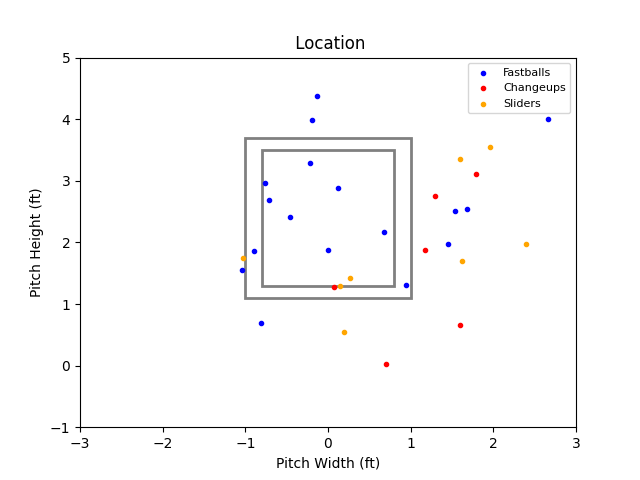 Location
Fastballs
Changeups
Sliders
Pitch Height (ft)
5
4
3
2
1
0
−1
−3
−2
−1
0
1
2
3
Pitch Width (ft)